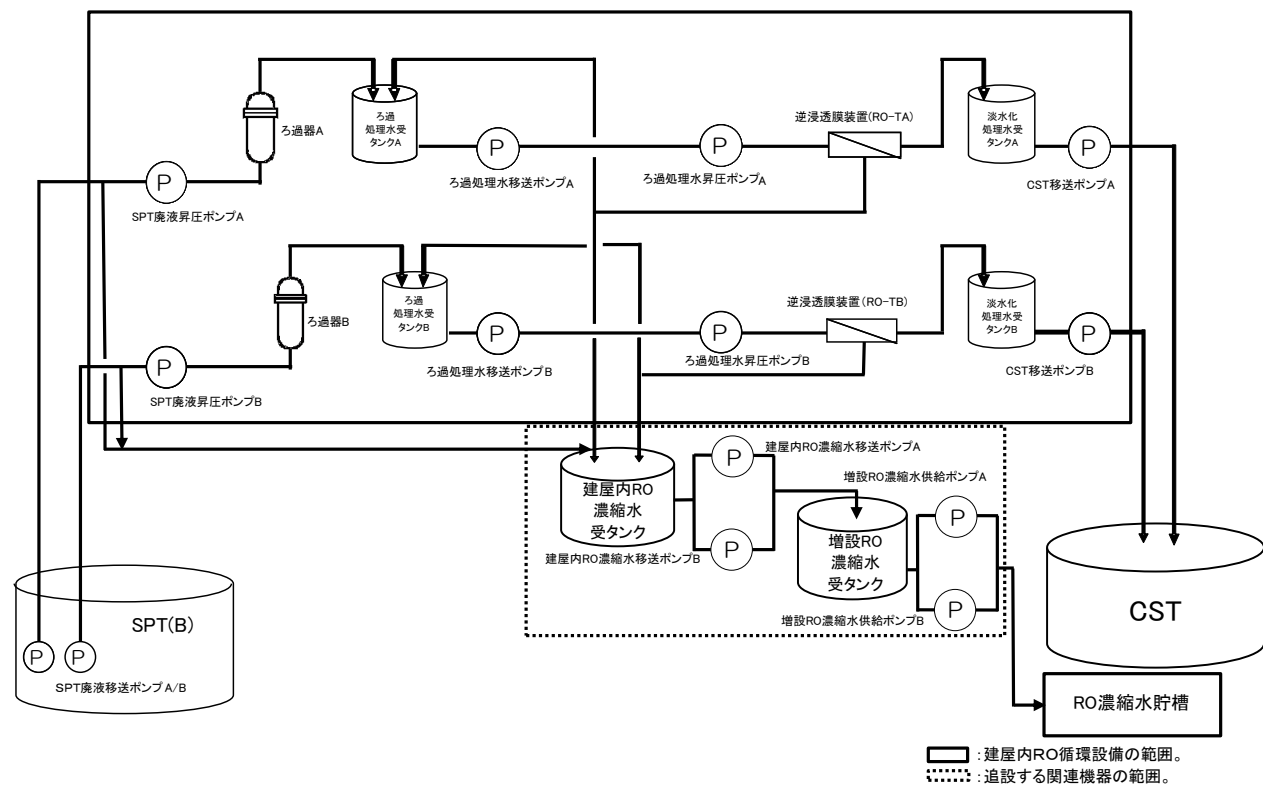 ろ過器A
ろ過
処理水受
タンクA
P
ろ過処理水移送ポンプA
P
ろ過処理水昇圧ポンプA
逆浸透膜装置(RO-TA)
淡水化
処理水受
タンクA
P
CST移送ポンプA
P
SPT廃液昇圧ポンプA
ろ過器B
ろ過
処理水受
タンクB
P
ろ過処理水移送ポンプB
P
ろ過処理水昇圧ポンプB
逆浸透膜装置(RO-TB)
淡水化
処理水受
タンクB
P
CST移送ポンプB
P
SPT廃液昇圧ポンプB
建屋内RO
濃縮水
受タンク
P
建屋内RO濃縮水移送ポンプA
P
建屋内RO濃縮水移送ポンプB
増設RO
濃縮水
受タンク
増設RO濃縮水供給ポンプA
P
P
増設RO濃縮水供給ポンプB
SPT(B)
P
P
SPT廃液移送ポンプA/B
CST
RO濃縮水貯槽
:建屋内RO循環設備の範囲。
:追設する関連機器の範囲。